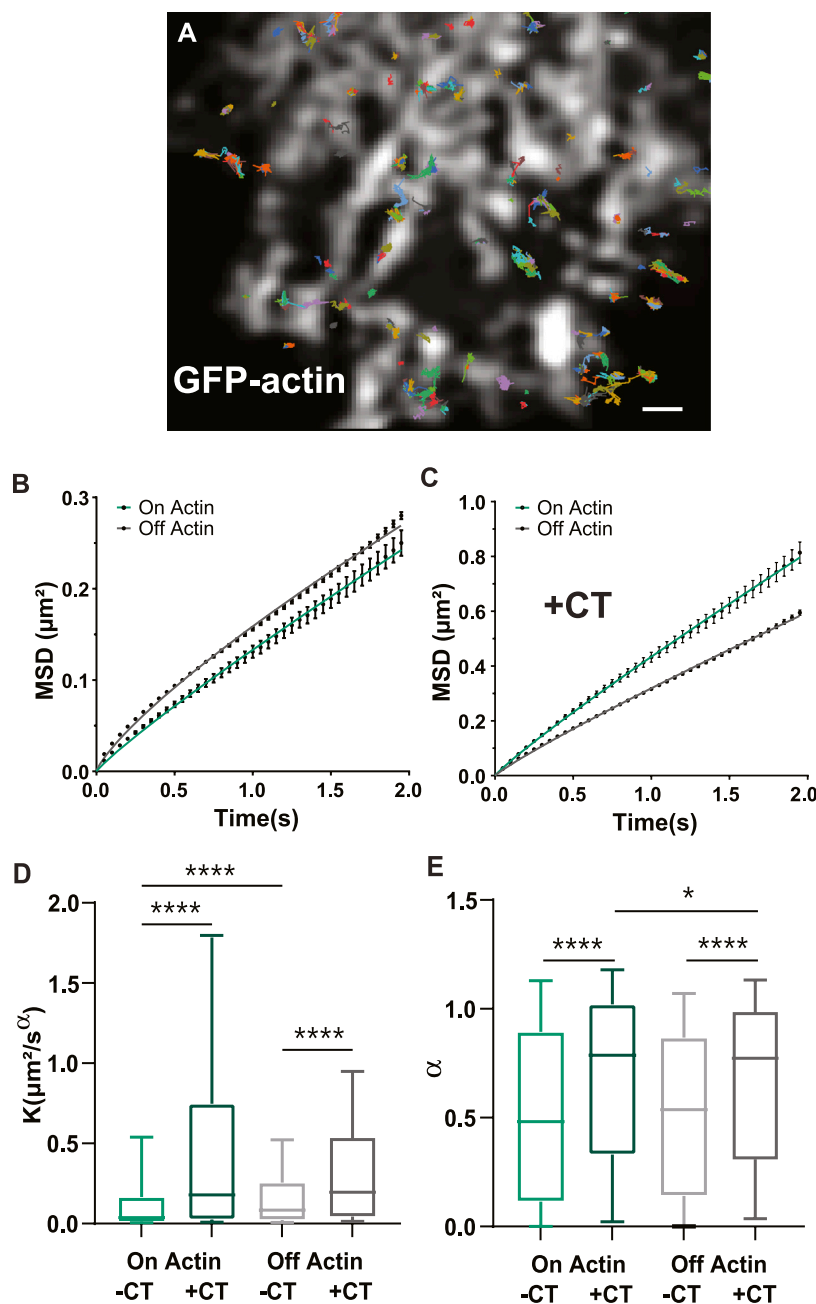 A
GFP-actin
B
On Actin
Off Actin
0.3
0.2
0.1
0.0
MSD (µm²)
0.0 0.5 1.0 1.5 2.0
Time(s)
C
On Actin
Off Actin
+CT
1.0
0.8
0.6
0.4
0.2
0.0
MSD (µm²)
0.0 0.5 1.0 1.5 2.0
Time(s)
D
****
****
****
2.0
1.5
1.0
0.5
0.0
K(µm²/s^α)
On Actin Off Actin
-CT +CT -CT +CT
E
*
**** ****
1.5
1.0
0.5
0.0
α
On Actin Off Actin
-CT +CT -CT +CT